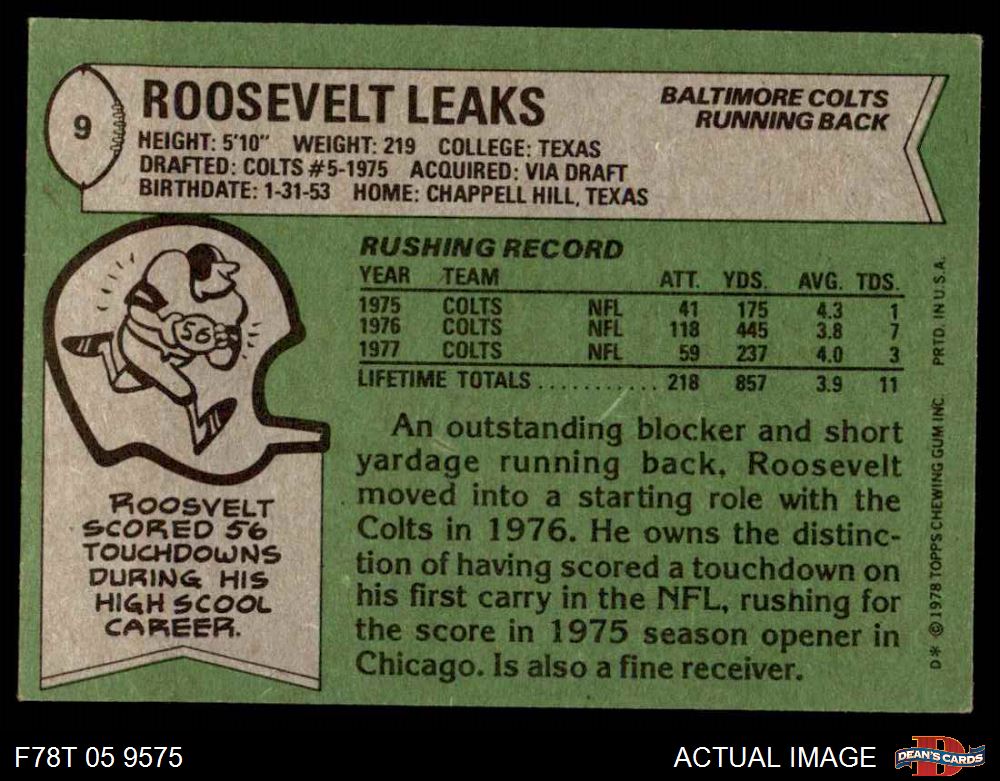 9
ROOSEVELT LEAKS
BALTIMORE COLTS
RUNNING BACK
HEIGHT: 5'10" WEIGHT: 219 COLLEGE: TEXAS
DRAFTED: COLTS #5-1975 ACQUIRED: VIA DRAFT
BIRTHDATE: 1-31-53 HOME: CHAPPELL HILL, TEXAS
RUSHING RECORD
YEAR TEAM ATT. YDS. AVG. TDS.
1975 COLTS NFL 41 175 4.3 1
1976 COLTS NFL 118 445 3.8 7
1977 COLTS NFL 59 237 4.0 3
LIFETIME TOTALS ........... 218 857 3.9 11
An outstanding blocker and short
yardage running back, Roosevelt
moved into a starting role with the
Colts in 1976. He owns the distinc-
tion of having scored a touchdown on
his first carry in the NFL, rushing for
the score in 1975 season opener in
Chicago. Is also a fine receiver.
56
ROOSVELT
SCORED 56
TOUCHDOWNS
DURING HIS
HIGH SCOOL
CAREER.
D* © 1978 TOPPS CHEWING GUM INC. PRTD. IN U.S.A.
F78T 05 9575
ACTUAL IMAGE
D
DEAN'S CARDS